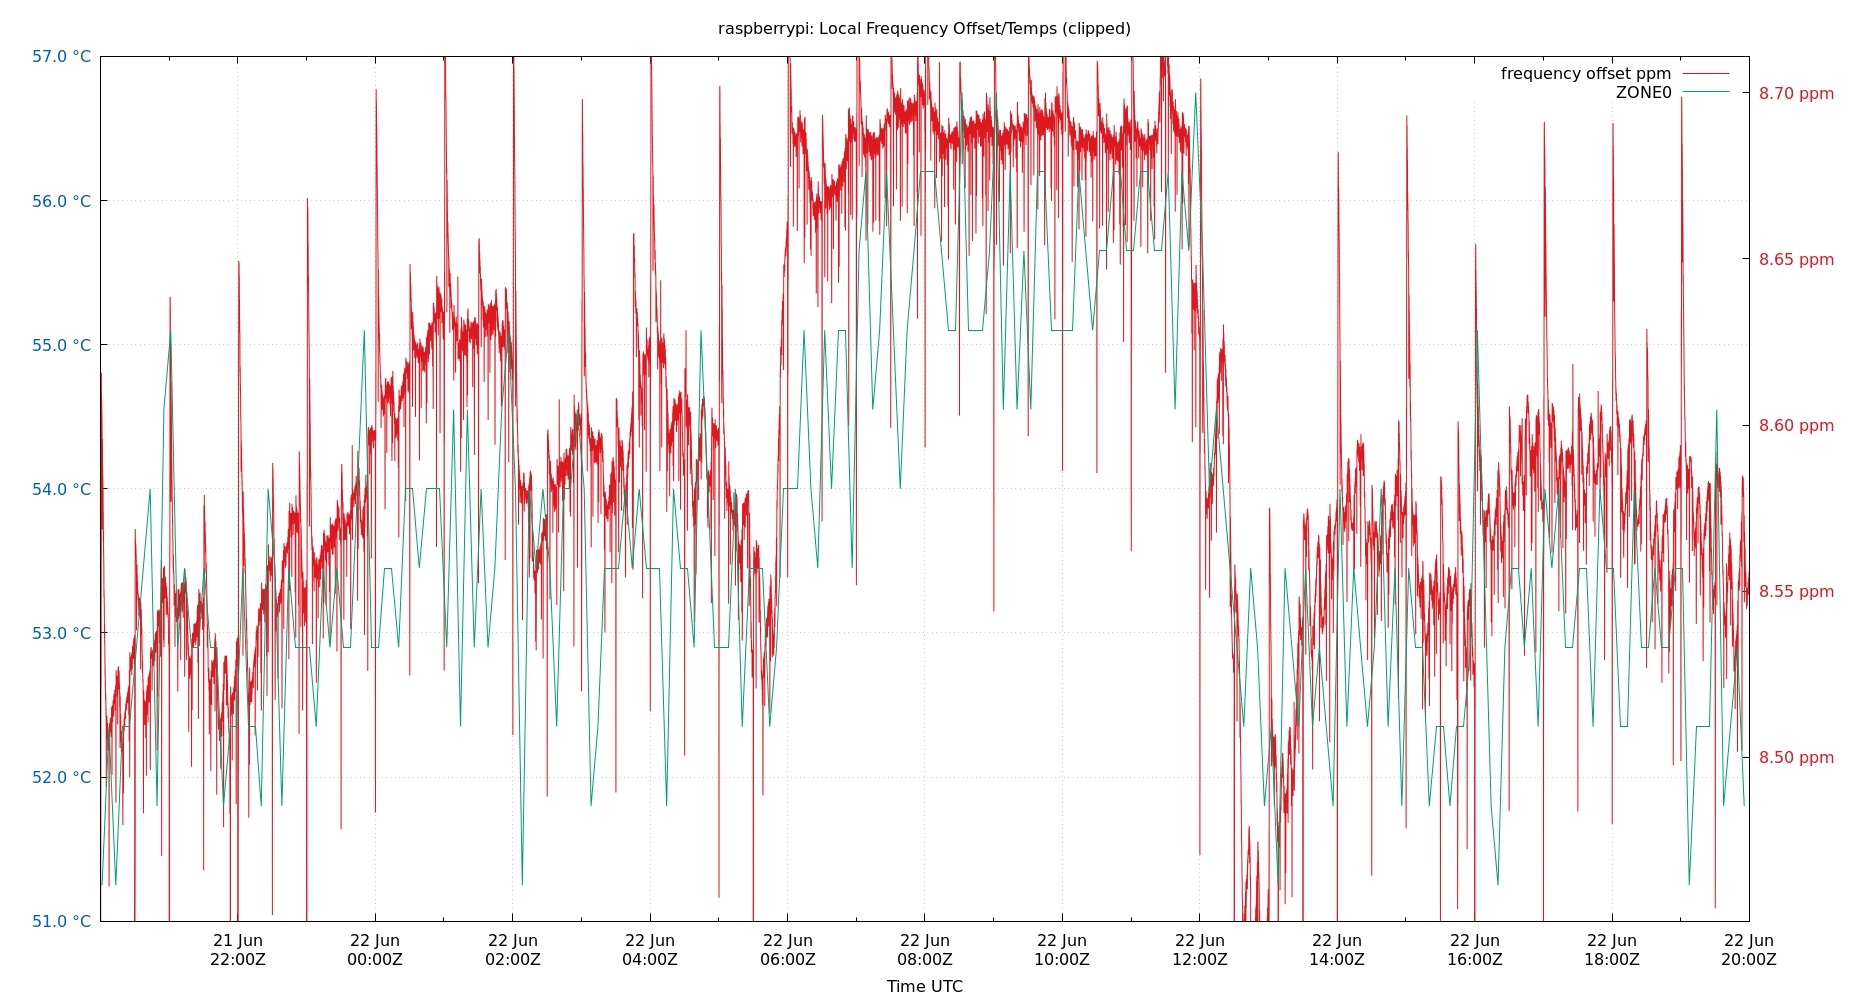 raspberrypi: Local Frequency Offset/Temps (clipped)
frequency offset ppm
ZONE0
57.0 °C
56.0 °C
55.0 °C
54.0 °C
53.0 °C
52.0 °C
51.0 °C
8.70 ppm
8.65 ppm
8.60 ppm
8.55 ppm
8.50 ppm
21 Jun 22 Jun 22 Jun 22 Jun 22 Jun 22 Jun 22 Jun 22 Jun 22 Jun 22 Jun 22 Jun 22 Jun
22:00Z 00:00Z 02:00Z 04:00Z 06:00Z 08:00Z 10:00Z 12:00Z 14:00Z 16:00Z 18:00Z 20:00Z
Time UTC